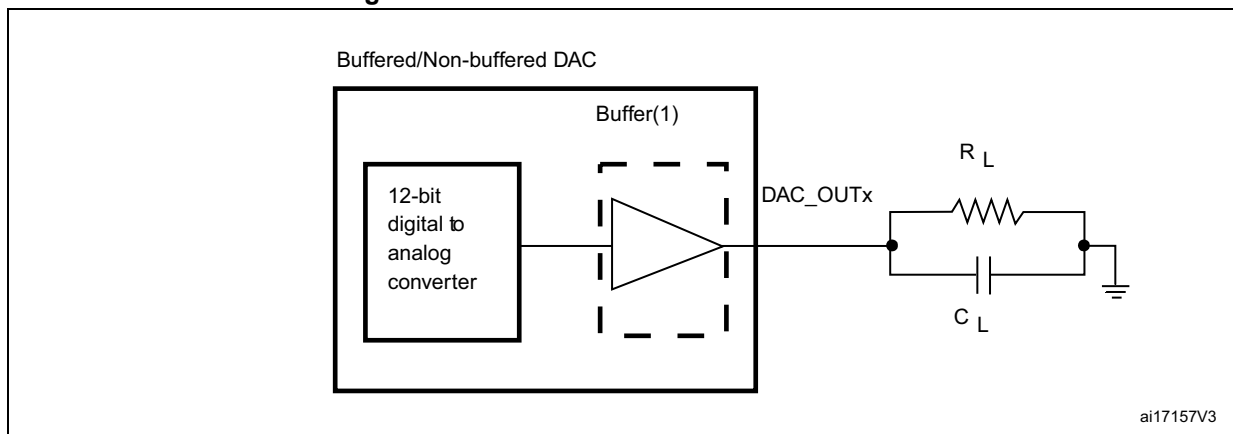 Buffered/Non-buffered DAC
Buffer(1)
12-bit
digital to
analog
converter
DAC_OUTx
R L
C L
ai17157V3